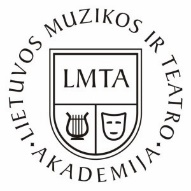 LIETUVOS MUZIKOS IR TEATRO
AKADEMIJA
LMTA